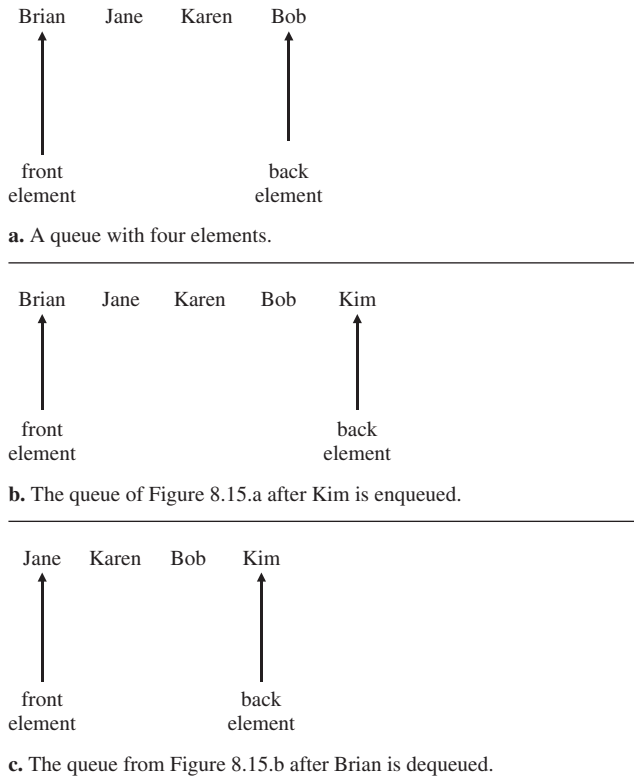 Brian Jane Karen Bob
front back
element element
a. A queue with four elements.
Brian Jane Karen Bob Kim
front back
element element
b. The queue of Figure 8.15.a after Kim is enqueued.
Jane Karen Bob Kim
front back
element element
c. The queue from Figure 8.15.b after Brian is dequeued.